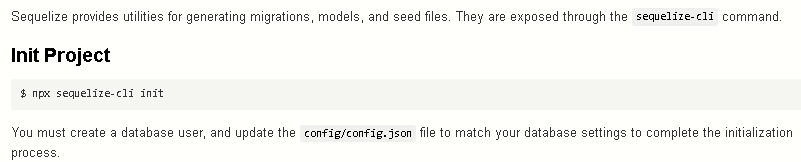 Sequelize provides utilities for generating migrations, models, and seed files. They are exposed through the sequelize-cli command.
Init Project
$ npx sequelize-cli init
You must create a database user, and update the config/config.json file to match your database settings to complete the initialization
process.